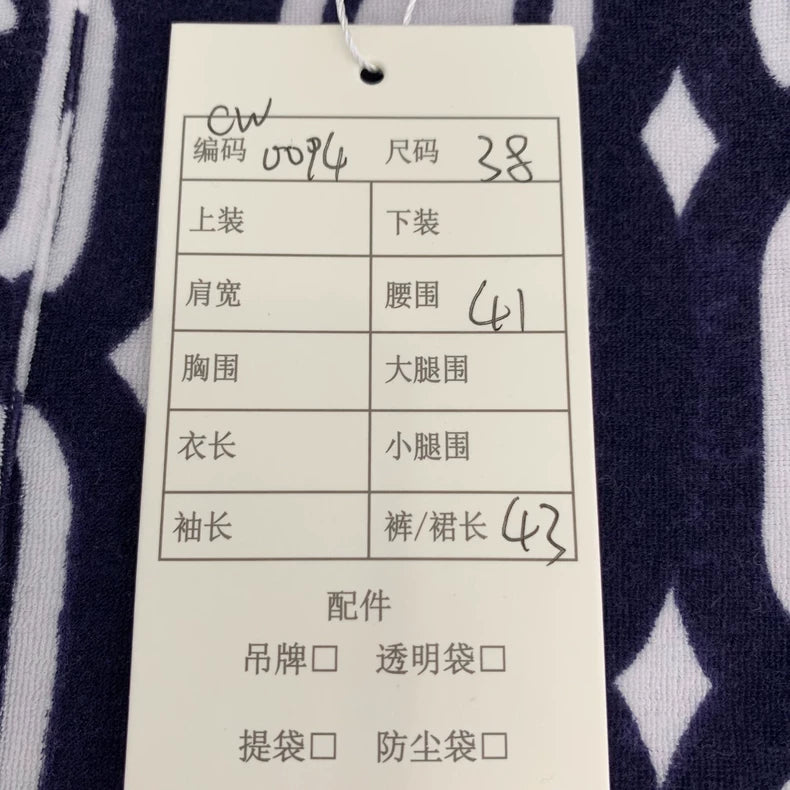 CW
编码 0094 尺码 38
上装 下装
肩宽 腰围 41
胸围 大腿围
衣长 小腿围
袖长 裤/裙长 43
配件
吊牌□ 透明袋□
提袋□ 防尘袋□